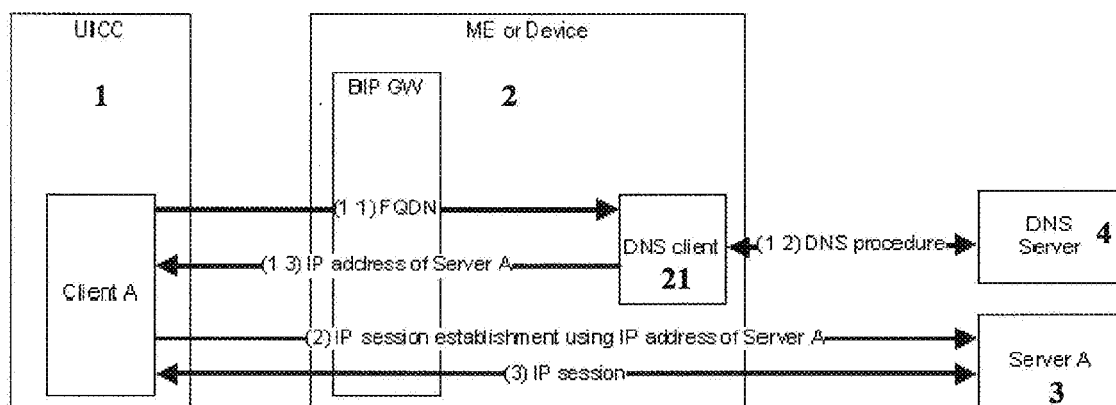 UICC
1
ME or Device
2
BIP GW
(1 1) FQDN
DNS client
21
(1 2) DNS procedure
DNS
Server
4
(1 3) IP address of Server A
Client A
(2) IP session establishment using IP address of Server A
(3) IP session
Server A
3